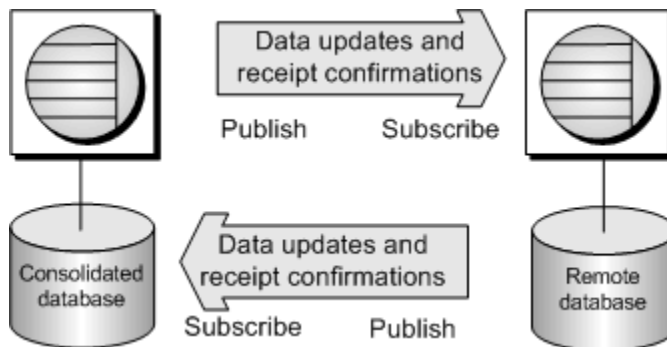 Data updates and
receipt confirmations
Publish Subscribe
Data updates and
receipt confirmations
Subscribe Publish
Consolidated
database
Remote
database